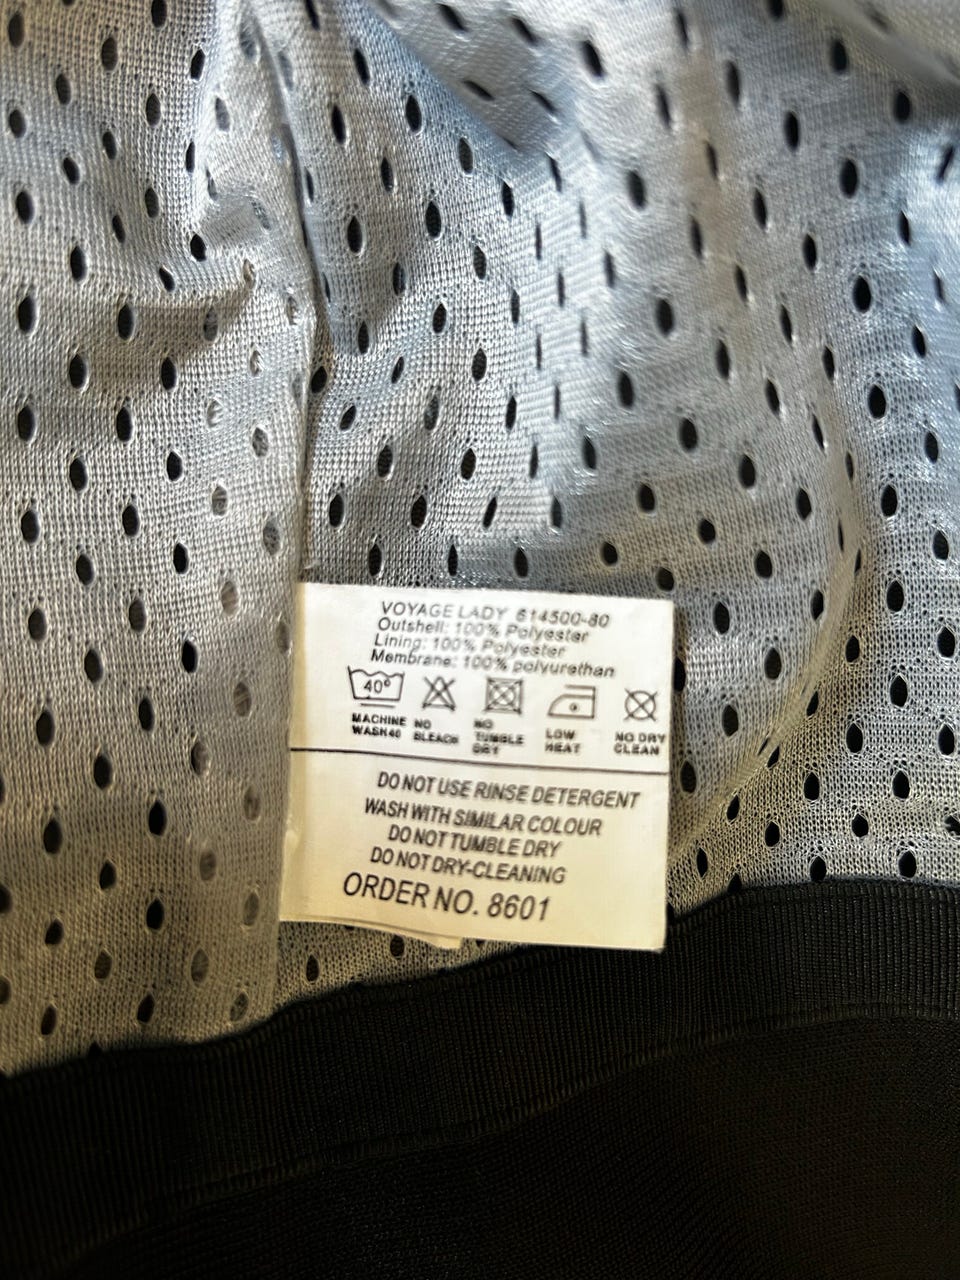 VOYAGE LADY 614500-80
Outshell: 100% Polyester
Lining: 100% Polyester
Membrane: 100% polyurethan
40°
MACHINE WASH40
NO BLEACH
NO TUMBLE DRY
LOW HEAT
NO DRY CLEAN
DO NOT USE RINSE DETERGENT
WASH WITH SIMILAR COLOUR
DO NOT TUMBLE DRY
DO NOT DRY-CLEANING
ORDER NO. 8601